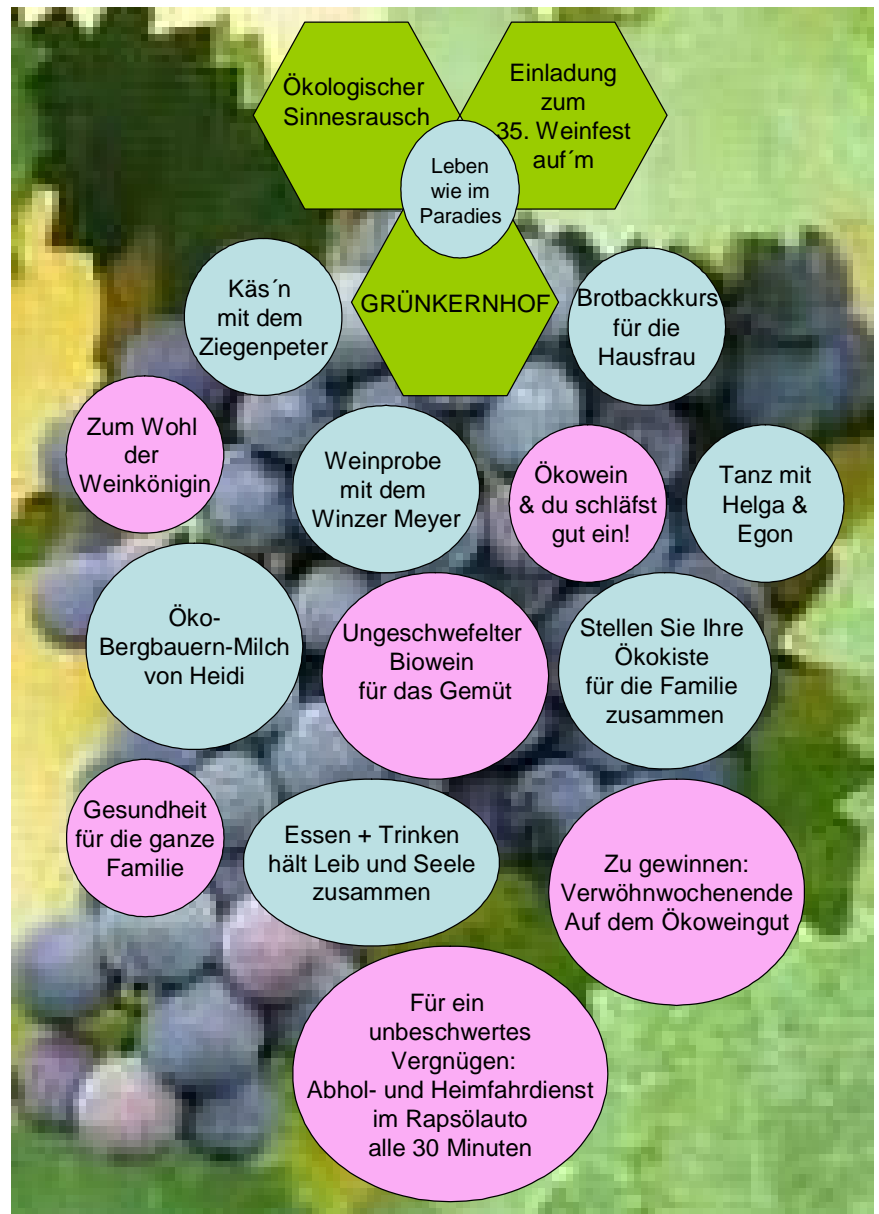 Ökologischer
Sinnesrausch
Einladung
zum
35. Weinfest
auf´m
Leben
wie im
Paradies
GRÜNKERNHOF
Käs´n
mit dem
Ziegenpeter
Brotbackkurs
für die
Hausfrau
Zum Wohl
der
Weinkönigin
Weinprobe
mit dem
Winzer Meyer
Ökowein
& du schläfst
gut ein!
Tanz mit
Helga &
Egon
Öko-
Bergbauern-Milch
von Heidi
Ungeschwefelter
Biowein
für das Gemüt
Stellen Sie Ihre
Ökokiste
für die Familie
zusammen
Gesundheit
für die ganze
Familie
Essen + Trinken
hält Leib und Seele
zusammen
Zu gewinnen:
Verwöhnwochenende
Auf dem Ökoweingut
Für ein
unbeschwertes
Vergnügen:
Abhol- und Heimfahrdienst
im Rapsölauto
alle 30 Minuten